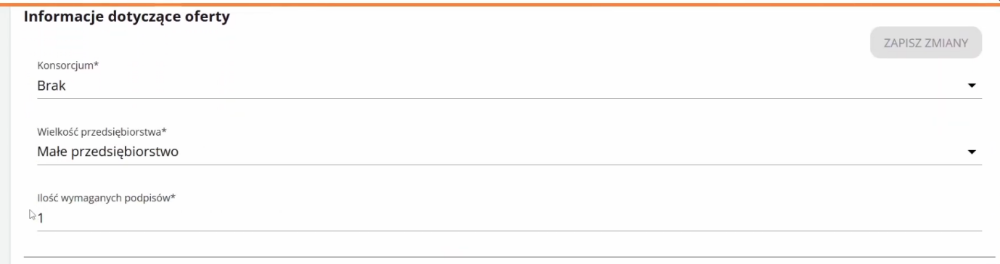 Informacje dotyczące oferty
ZAPISZ ZMIANY
Konsorcjum*
Brak
Wielkość przedsiębiorstwa*
Małe przedsiębiorstwo
Ilość wymaganych podpisów*
1